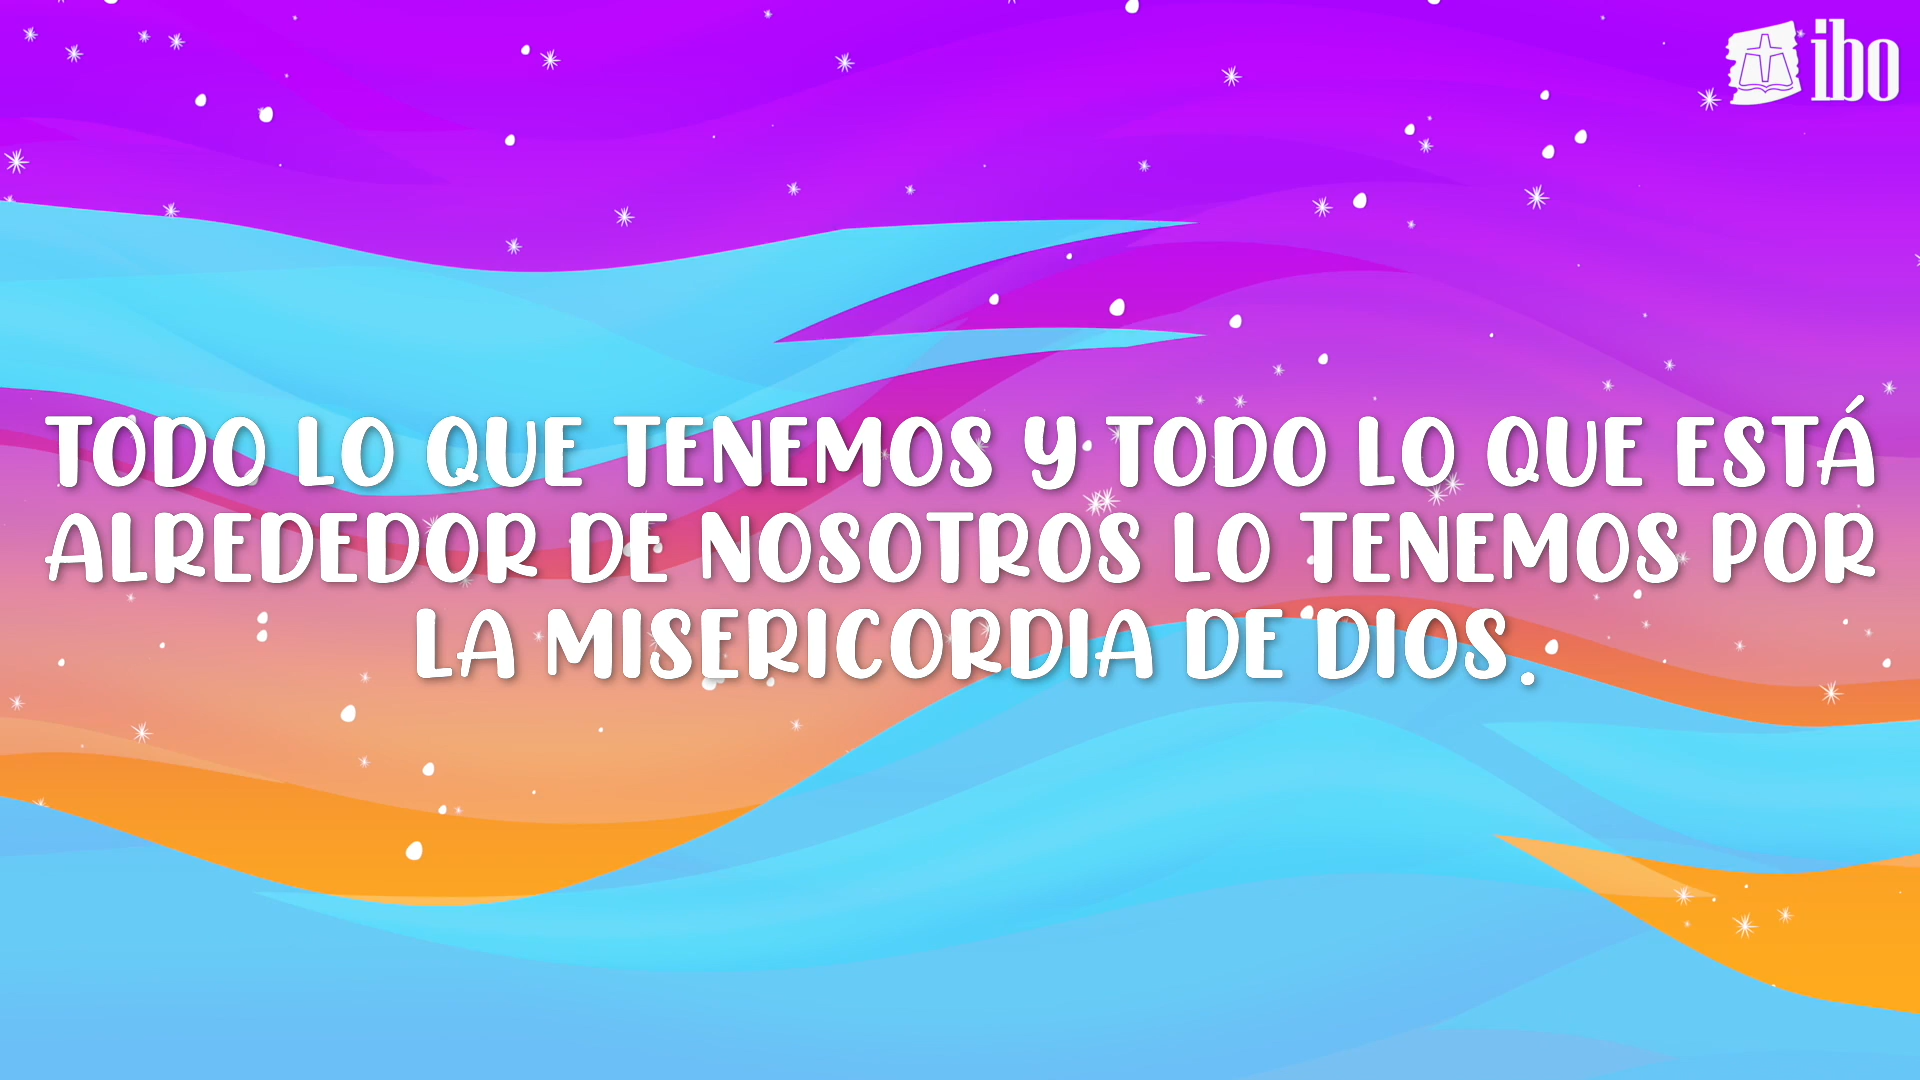 ibo
TODO LO QUE TENEMOS Y TODO LO QUE ESTÁ
ALREDEDOR DE NOSOTROS LO TENEMOS POR
LA MISERICORDIA DE DIOS.